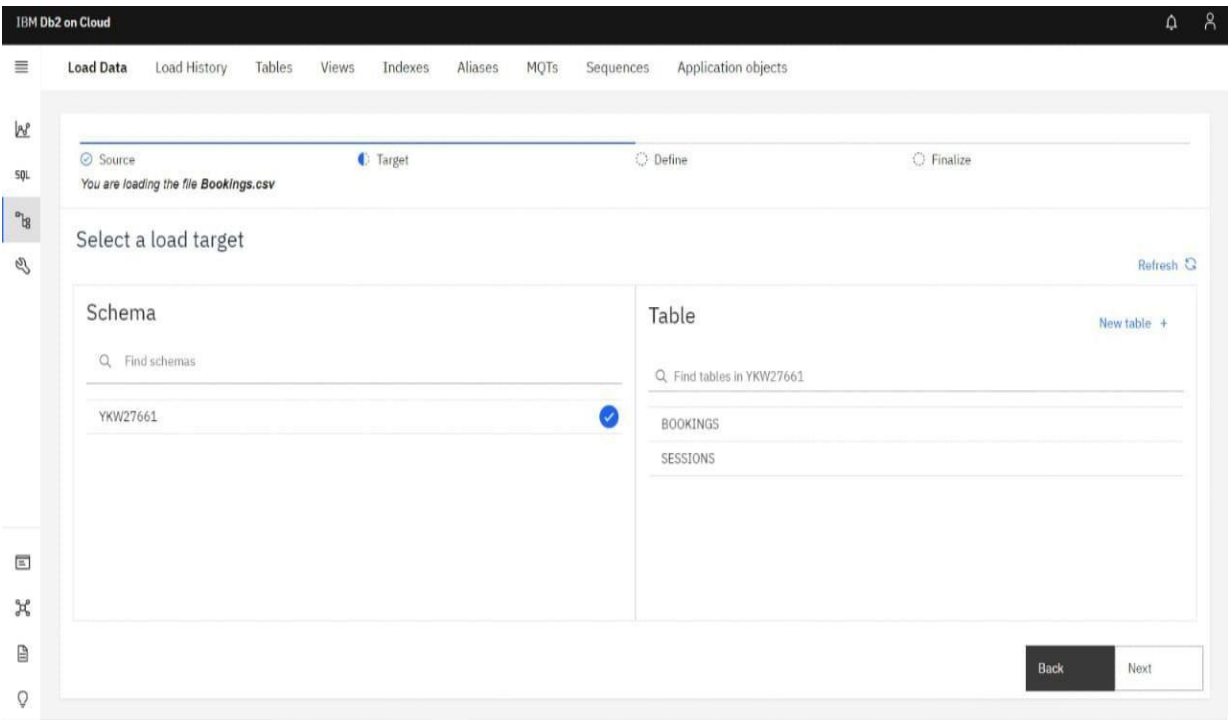 IBM Db2 on Cloud
Load Data Load History Tables Views Indexes Aliases MQTs Sequences Application objects
Source Target Define Finalize
You are loading the file Bookings.csv
SQL
Select a load target
Refresh
Schema
Find schemas
YKW27661
Table
New table +
Find tables in YKW27661
BOOKINGS
SESSIONS
Back Next